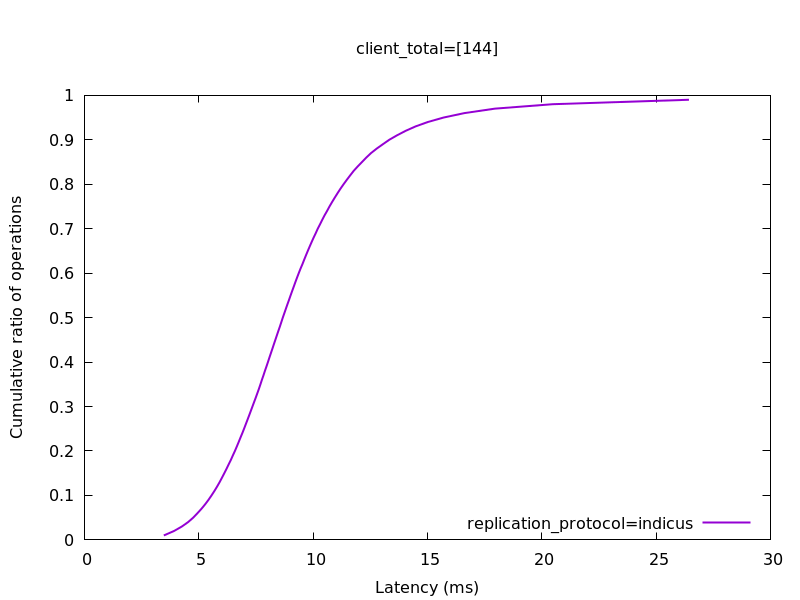 client_total=[144]
1
0.9
0.8
0.7
0.6
0.5
0.4
0.3
0.2
0.1
0
Cumulative ratio of operations
replication_protocol=indicus
0 5 10 15 20 25 30
Latency (ms)